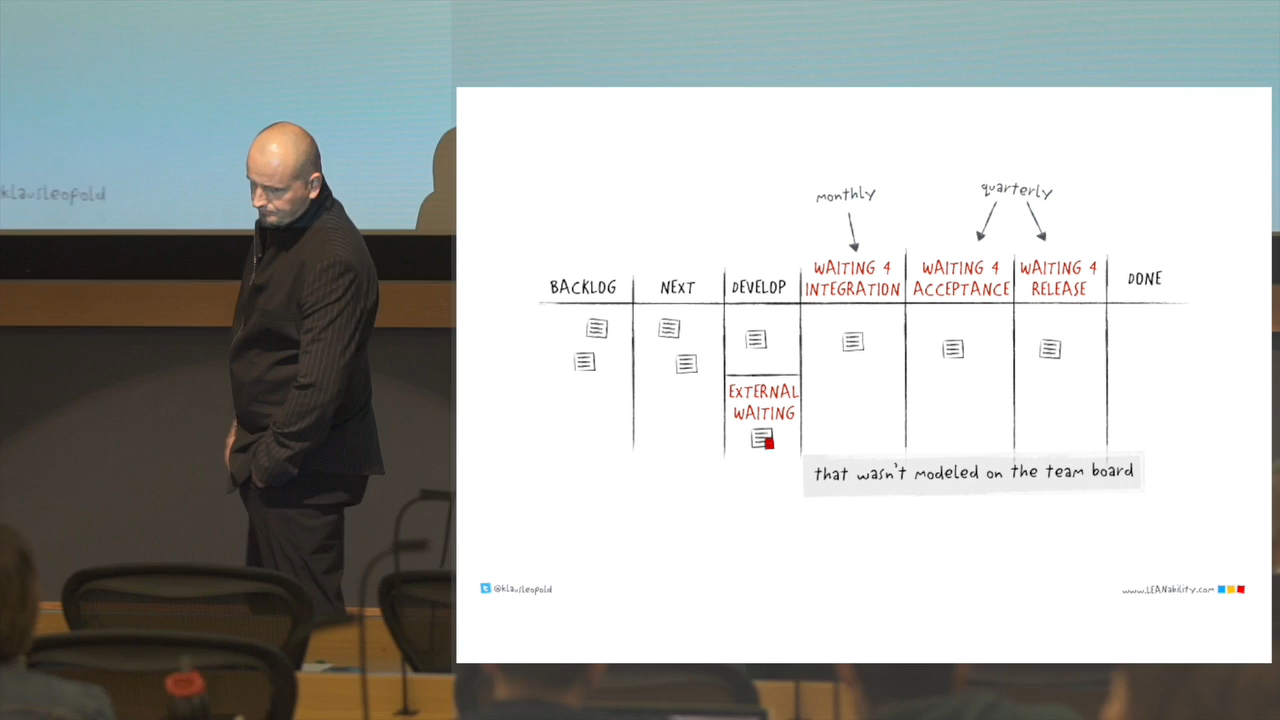 klausleopold
monthly
quarterly
BACKLOG
NEXT
DEVELOP
WAITING 4
INTEGRATION
WAITING 4
ACCEPTANCE
WAITING 4
RELEASE
DONE
EXTERNAL
WAITING
that wasn't modeled on the team board
@klausleopold
www.LEANability.com